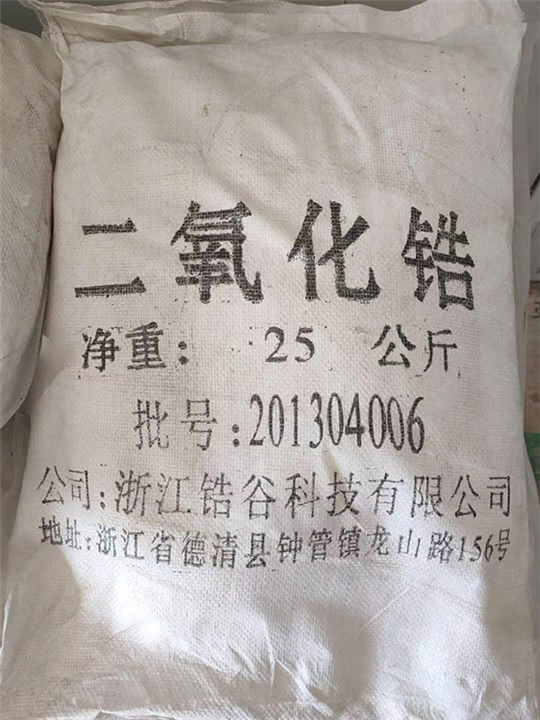 二氧化锆
净重: 25 公斤
批号:201304006
公司:浙江锆谷科技有限公司
地址:浙江省德清县钟管镇龙山路156号